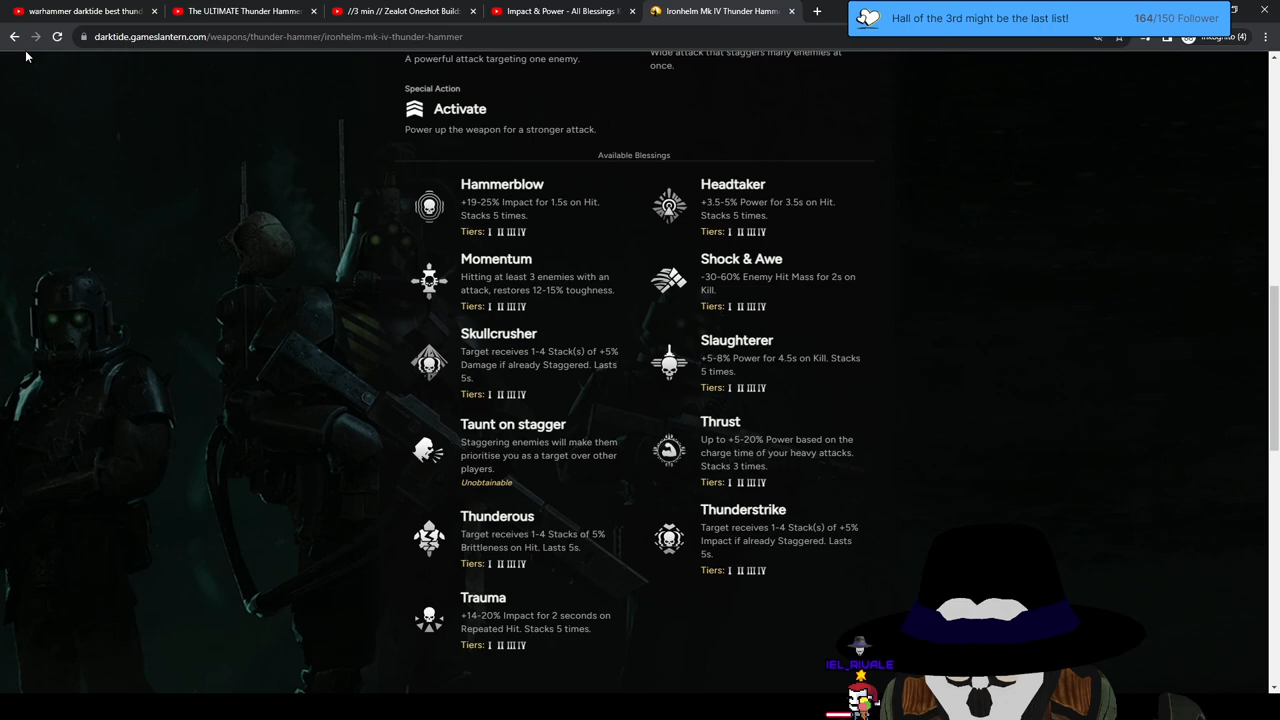 warhammer darktide best thund
The ULTIMATE Thunder Hammer
//3 min // Zealot Oneshot Build
Impact & Power - All Blessings
Ironhelm Mk IV Thunder Hamm
Hall of the 3rd might be the last list! 164/150 Follower
darktide.gameslantern.com/weapons/thunder-hammer/ironhelm-mk-iv-thunder-hammer
(4)
A powerful attack targeting one enemy.
Wide attack that staggers many enemies at
once.
Special Action
Activate
Power up the weapon for a stronger attack.
Available Blessings
Hammerblow
+19-25% Impact for 1.5s on Hit.
Stacks 5 times.
Tiers: I II III IV
Headtaker
+3.5-5% Power for 3.5s on Hit.
Stacks 5 times.
Tiers: I II III IV
Momentum
Hitting at least 3 enemies with an
attack, restores 12-15% toughness.
Tiers: I II III IV
Shock & Awe
-30-60% Enemy Hit Mass for 2s on
Kill.
Tiers: I II III IV
Skullcrusher
Target receives 1-4 Stack(s) of +5%
Damage if already Staggered. Lasts
5s.
Tiers: I II III IV
Slaughterer
+5-8% Power for 4.5s on Kill. Stacks
5 times.
Tiers: I II III IV
Taunt on stagger
Staggering enemies will make them
prioritise you as a target over other
players.
Unobtainable
Thrust
Up to +5-20% Power based on the
charge time of your heavy attacks.
Stacks 3 times.
Tiers: I II III IV
Thunderous
Target receives 1-4 Stacks of 5%
Brittleness on Hit. Lasts 5s.
Tiers: I II III IV
Thunderstrike
Target receives 1-4 Stack(s) of +5%
Impact if already Staggered. Lasts
5s.
Tiers: I II III IV
Trauma
+14-20% Impact for 2 seconds on
Repeated Hit. Stacks 5 times.
Tiers: I II III IV
IEL_RIVALE